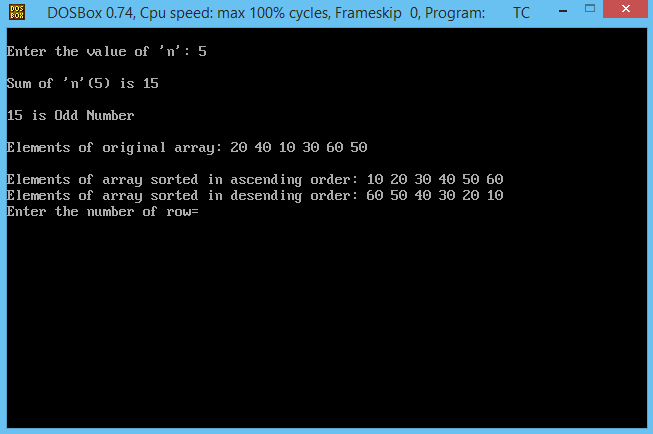 DOS BOX
DOSBox 0.74, Cpu speed: max 100% cycles, Frameskip 0, Program: TC
Enter the value of 'n': 5
Sum of 'n'(5) is 15
15 is Odd Number
Elements of original array: 20 40 10 30 60 50
Elements of array sorted in ascending order: 10 20 30 40 50 60
Elements of array sorted in desending order: 60 50 40 30 20 10
Enter the number of row=